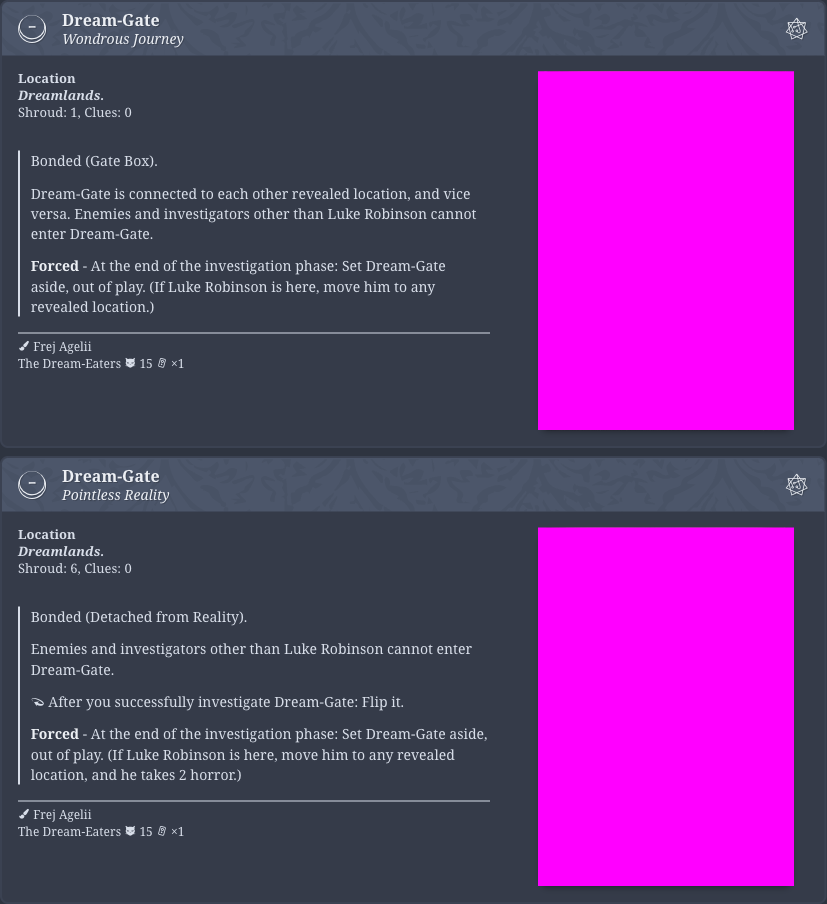 Dream-Gate
Wondrous Journey
Location
Dreamlands.
Shroud: 1, Clues: 0
Bonded (Gate Box).
Dream-Gate is connected to each other revealed location, and vice
versa. Enemies and investigators other than Luke Robinson cannot
enter Dream-Gate.
Forced - At the end of the investigation phase: Set Dream-Gate
aside, out of play. (If Luke Robinson is here, move him to any
revealed location.)
Frej Agelii
The Dream-Eaters 15 ×1
Dream-Gate
Pointless Reality
Location
Dreamlands.
Shroud: 6, Clues: 0
Bonded (Detached from Reality).
Enemies and investigators other than Luke Robinson cannot enter
Dream-Gate.
After you successfully investigate Dream-Gate: Flip it.
Forced - At the end of the investigation phase: Set Dream-Gate aside,
out of play. (If Luke Robinson is here, move him to any revealed
location, and he takes 2 horror.)
Frej Agelii
The Dream-Eaters 15 ×1